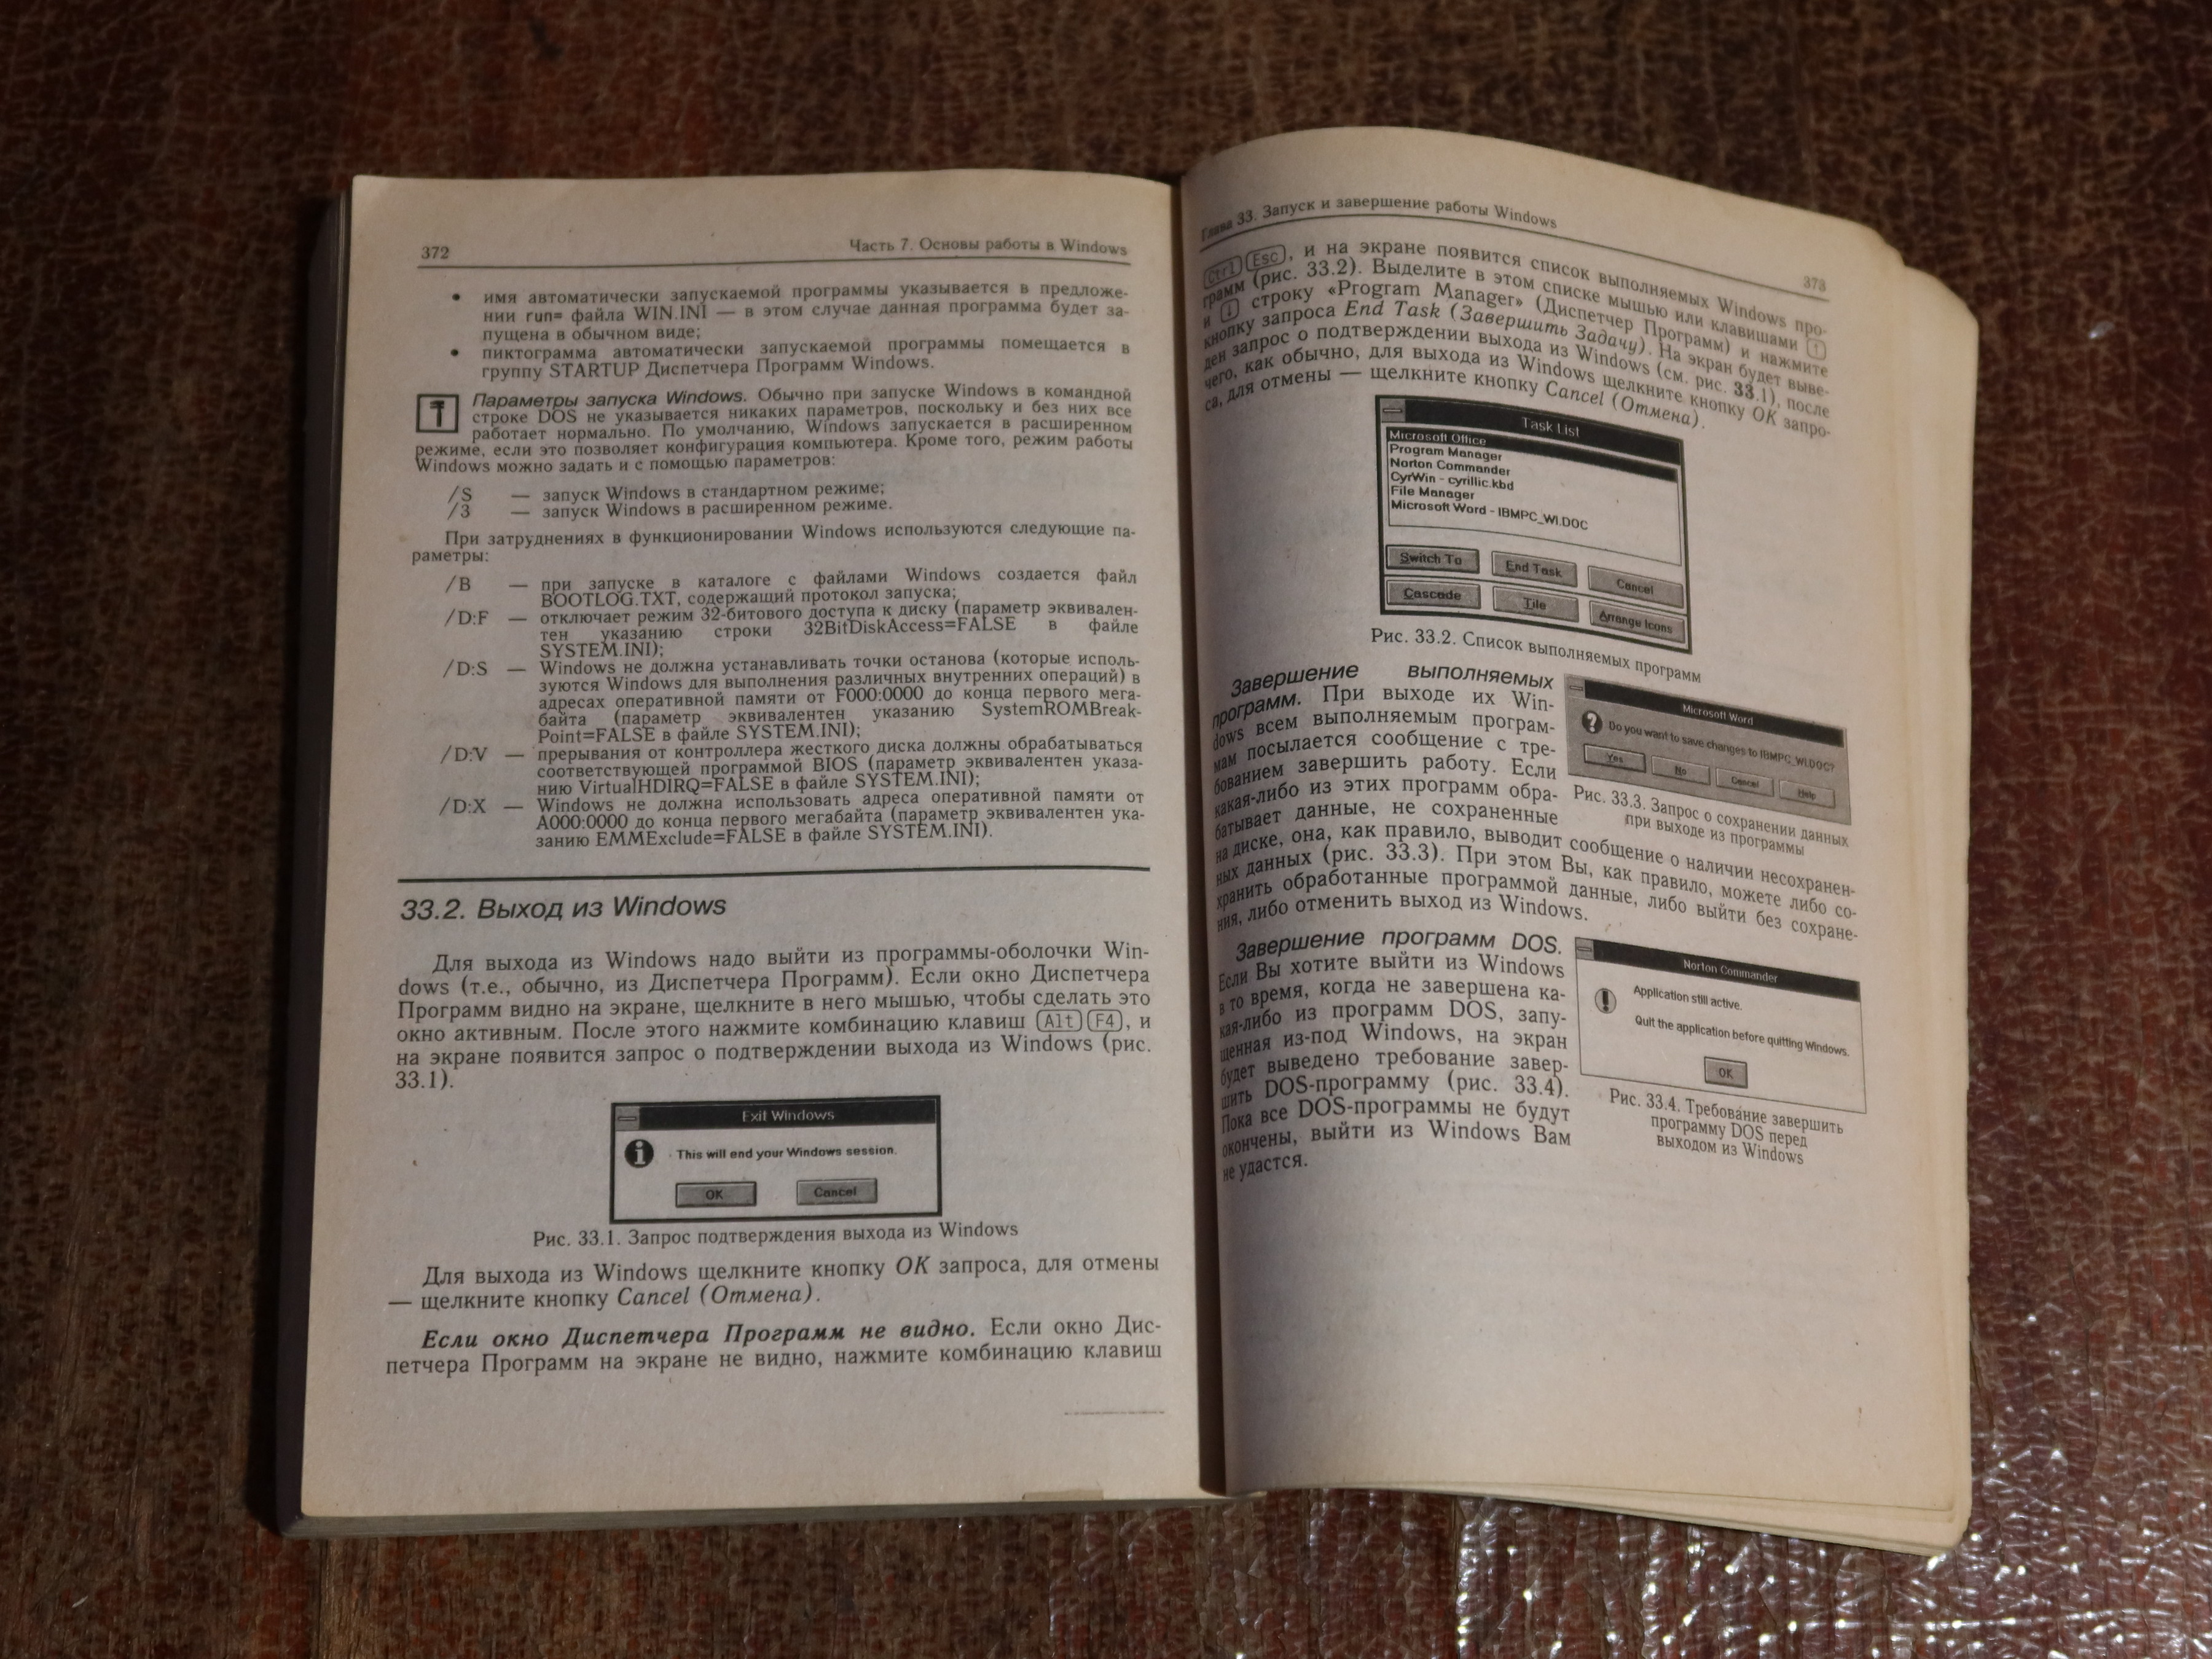 372
Часть 7. Основы работы в Windows
• имя автоматически запускаемой программы указывается в предложе-
нии run= файла WIN.INI — в этом случае данная программа будет за-
пущена в обычном виде;
• пиктограмма автоматически запускаемой программы помещается в
группу STARTUP Диспетчера Программ Windows.
Параметры запуска Windows. Обычно при запуске Windows в командной
строке DOS не указывается никаких параметров, поскольку и без них все
работает нормально. По умолчанию, Windows запускается в расширенном
режиме, если это позволяет конфигурация компьютера. Кроме того, режим работы
Windows можно задать и с помощью параметров:
/S — запуск Windows в стандартном режиме;
/3 — запуск Windows в расширенном режиме.
При затруднениях в функционировании Windows используются следующие па-
раметры:
/B — при запуске в каталоге с файлами Windows создается файл
BOOTLOG.TXT, содержащий протокол запуска;
/D:F — отключает режим 32-битового доступа к диску (параметр эквивален-
тен указанию строки 32BitDiskAccess=FALSE в файле
SYSTEM.INI);
/D:S — Windows не должна устанавливать точки останова (которые исполь-
зуются Windows для выполнения различных внутренних операций) в
адресах оперативной памяти от F000:0000 до конца первого мега-
байта (параметр эквивалентен указанию SystemROMBreak-
Point=FALSE в файле SYSTEM.INI);
/D:V — прерывания от контроллера жесткого диска должны обрабатываться
соответствующей программой BIOS (параметр эквивалентен указа-
нию VirtualHDIRQ=FALSE в файле SYSTEM.INI);
/D:X — Windows не должна использовать адреса оперативной памяти от
A000:0000 до конца первого мегабайта (параметр эквивалентен ука-
занию EMMExclude=FALSE в файле SYSTEM.INI).
33.2. Выход из Windows
Для выхода из Windows надо выйти из программы-оболочки Win-
dows (т.е., обычно, из Диспетчера Программ). Если окно Диспетчера
Программ видно на экране, щелкните в него мышью, чтобы сделать это
окно активным. После этого нажмите комбинацию клавиш Alt F4, и
на экране появится запрос о подтверждении выхода из Windows (рис.
33.1).
Exit Windows
This will end your Windows session.
OK Cancel
Рис. 33.1. Запрос подтверждения выхода из Windows
Для выхода из Windows щелкните кнопку OK запроса, для отмены
— щелкните кнопку Cancel (Отмена).
Если окно Диспетчера Программ не видно. Если окно Дис-
петчера Программ на экране не видно, нажмите комбинацию клавиш
Глава 33. Запуск и завершение работы Windows
373
Ctrl Esc, и на экране появится список выполняемых Windows про-
грамм (рис. 33.2). Выделите в этом списке мышью или клавишами ↑
и ↓ строку «Program Manager» (Диспетчер Программ) и нажмите
кнопку запроса End Task (Завершить Задачу). На экран будет выве-
ден запрос о подтверждении выхода из Windows (см. рис. 33.1), после
чего, как обычно, для выхода из Windows щелкните кнопку OK запро-
са, для отмены — щелкните кнопку Cancel (Отмена).
Task List
Microsoft Office
Program Manager
Norton Commander
CyrWin - cyrillic.kbd
File Manager
Microsoft Word - IBMPC_WI.DOC
Switch To End Task Cancel
Cascade Tile Arrange Icons
Рис. 33.2. Список выполняемых программ
Завершение выполняемых
программ. При выходе их Win-
dows всем выполняемым програм-
мам посылается сообщение с тре-
бованием завершить работу. Если
какая-либо из этих программ обра-
батывает данные, не сохраненные
на диске, она, как правило, выводит сообщение о наличии несохранен-
ных данных (рис. 33.3). При этом Вы, как правило, можете либо со-
хранить обработанные программой данные, либо выйти без сохране-
ния, либо отменить выход из Windows.
Microsoft Word
Do you want to save changes to IBMPC_WI.DOC?
Yes No Cancel Help
Рис. 33.3. Запрос о сохранении данных
при выходе из программы
Завершение программ DOS.
Если Вы хотите выйти из Windows
в то время, когда не завершена ка-
кая-либо из программ DOS, запу-
щенная из-под Windows, на экран
будет выведено требование завер-
шить DOS-программу (рис. 33.4).
Пока все DOS-программы не будут
окончены, выйти из Windows Вам
не удастся.
Norton Commander
Application still active.
Quit the application before quitting Windows.
OK
Рис. 33.4. Требование завершить
программу DOS перед
выходом из Windows